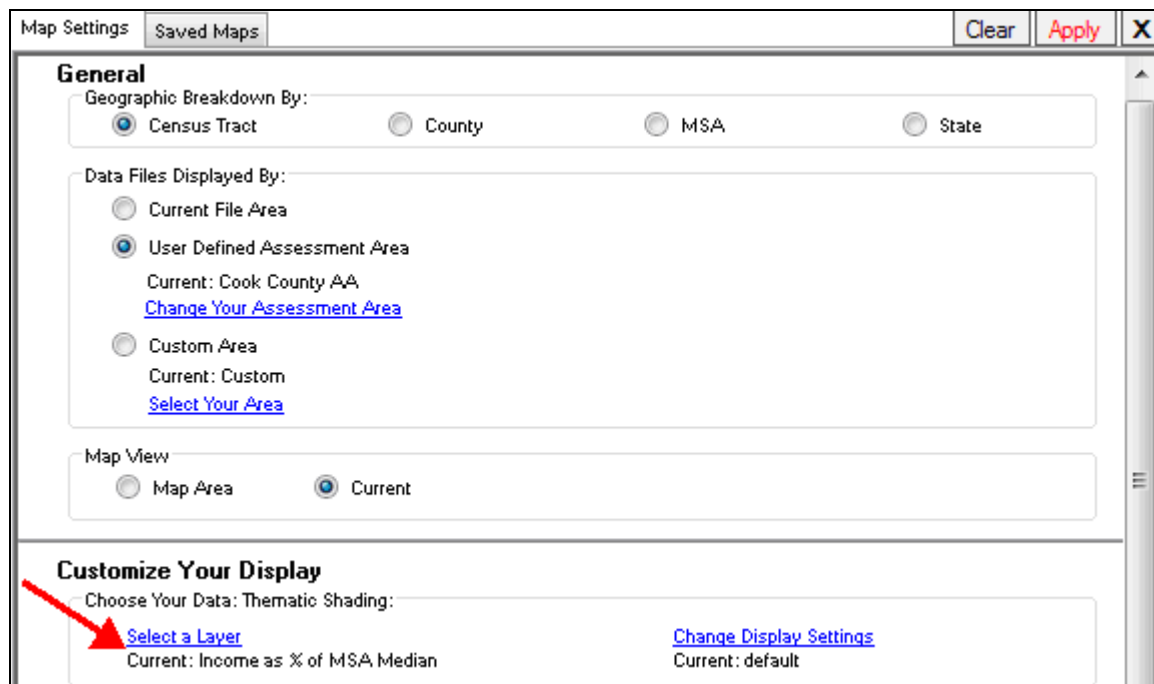 Map Settings Saved Maps Clear Apply X
General
Geographic Breakdown By:
Census Tract County MSA State
Data Files Displayed By:
Current File Area
User Defined Assessment Area
Current: Cook County AA
Change Your Assessment Area
Custom Area
Current: Custom
Select Your Area
Map View
Map Area Current
Customize Your Display
Choose Your Data: Thematic Shading:
Select a Layer Change Display Settings
Current: Income as % of MSA Median Current: default